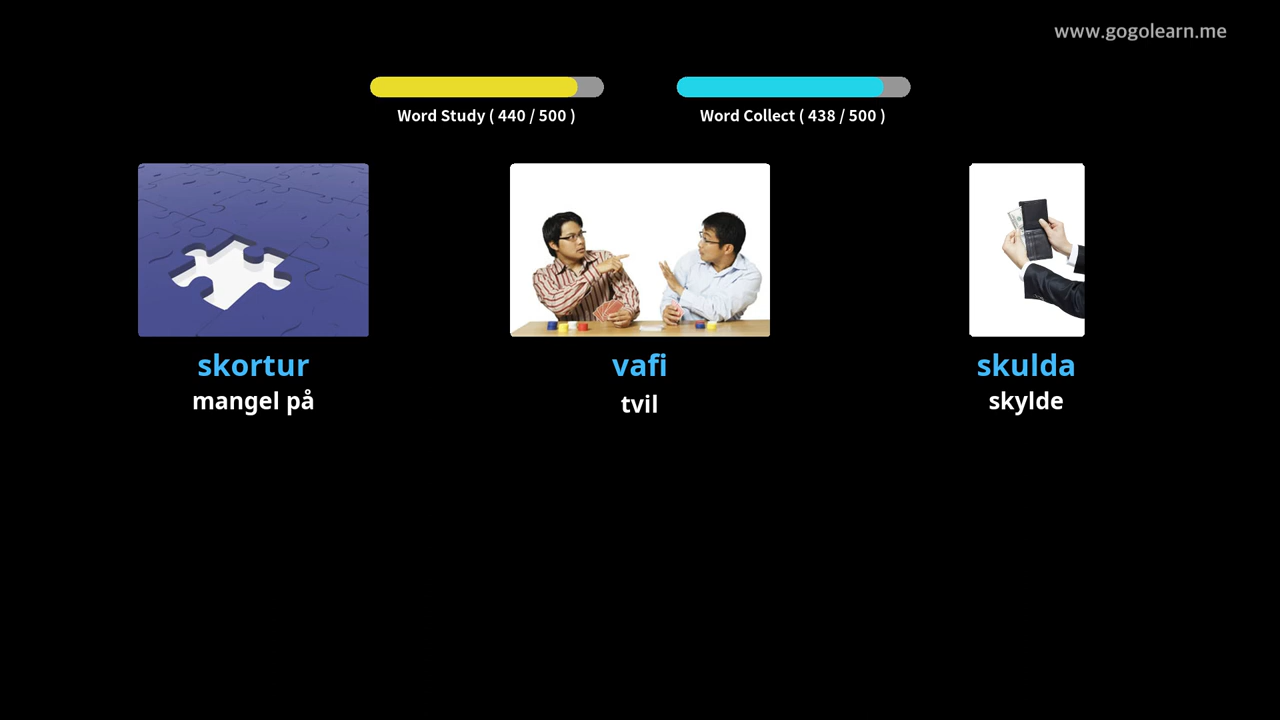 www.gogolearn.me
Word Study ( 440 / 500 )
Word Collect ( 438 / 500 )
skortur
vafi
skulda
mangel på
tvil
skylde